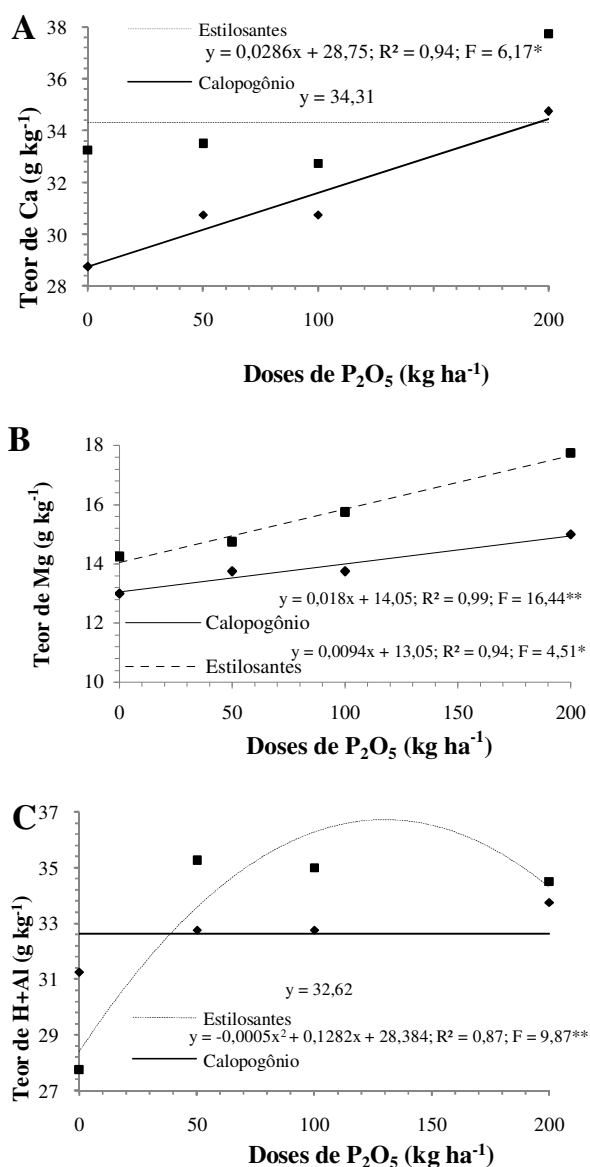 A
Estilosantes
y = 0,0286x + 28,75; R² = 0,94; F = 6,17*
Calopogônio
y = 34,31
38
36
34
32
30
28
0
50
100
200
Teor de Ca (g kg⁻¹)
Doses de P₂O₅ (kg ha⁻¹)
B
18
16
14
12
10
y = 0,018x + 14,05; R² = 0,99; F = 16,44**
Calopogônio
y = 0,0094x + 13,05; R² = 0,94; F = 4,51*
Estilosantes
0
50
100
150
200
Teor de Mg (g kg⁻¹)
Doses de P₂O₅ (kg ha⁻¹)
C
37
35
33
31
29
27
y = 32,62
Estilosantes
y = -0,0005x² + 0,1282x + 28,384; R² = 0,87; F = 9,87**
Calopogônio
0
50
100
150
200
Teor de H+Al (g kg⁻¹)
Doses de P₂O₅ (kg ha⁻¹)